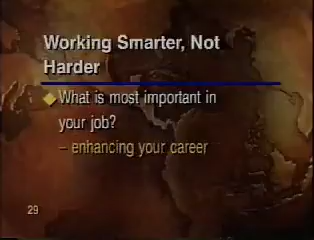 Working Smarter, Not
Harder
What is most important in
your job?
– enhancing your career
29